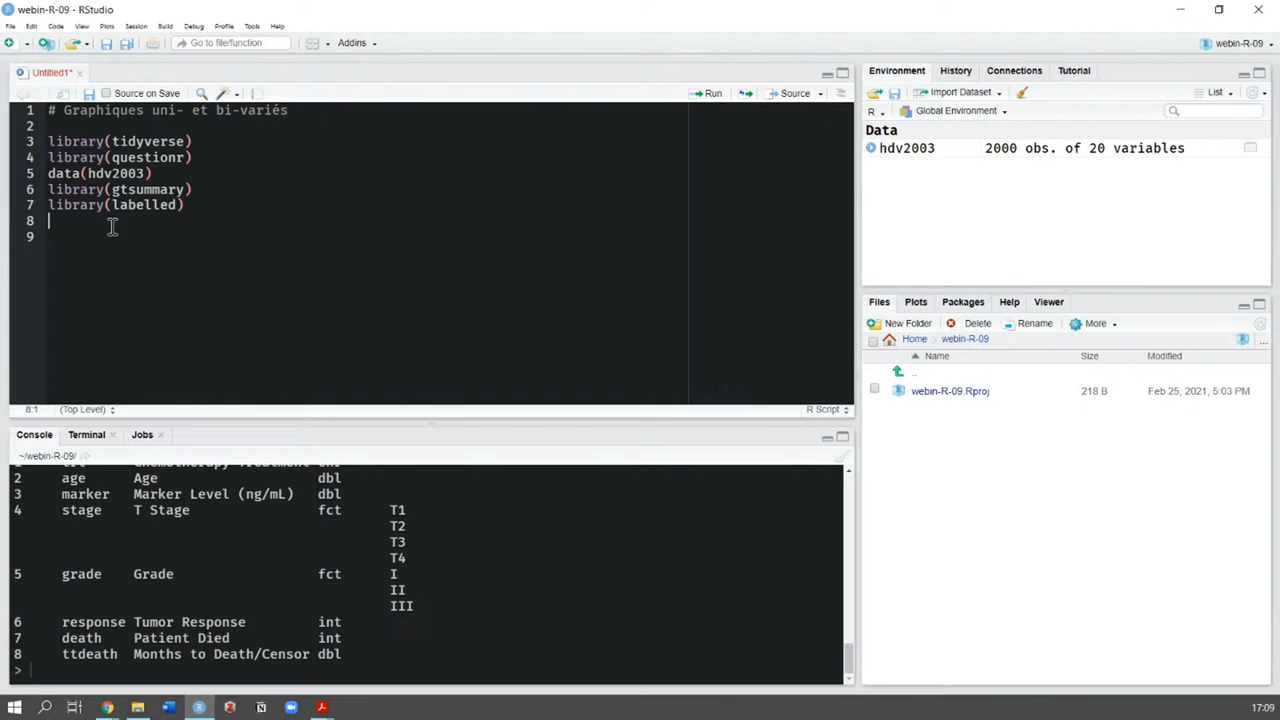 webin-R-09 - RStudio
File Edit Code View Plots Session Build Debug Profile Tools Help
Go to file/function Addins webin-R-09
Untitled1*
Source on Save Run Source
1 # Graphiques uni- et bi-variés
2
3 library(tidyverse)
4 library(questionr)
5 data(hdv2003)
6 library(gtsummary)
7 library(labelled)
8
9
8:1 (Top Level) R Script
Console Terminal Jobs
~/webin-R-09/
2 age Age dbl
3 marker Marker Level (ng/mL) dbl
4 stage T Stage fct T1
T2
T3
T4
5 grade Grade fct I
II
III
6 response Tumor Response int
7 death Patient Died int
8 ttdeath Months to Death/Censor dbl
>
Environment History Connections Tutorial
Import Dataset List
R Global Environment
Data
hdv2003 2000 obs. of 20 variables
Files Plots Packages Help Viewer
New Folder Delete Rename More
Home webin-R-09 ...
Name Size Modified
..
webin-R-09.Rproj 218 B Feb 25, 2021, 5:03 PM
17:09